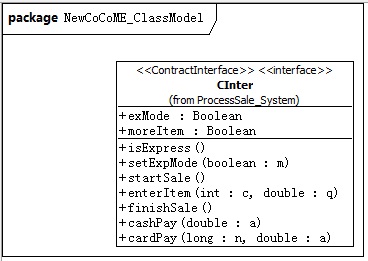 package NewCoCoME_ClassModel
<<ContractInterface>> <<interface>>
CInter
(from ProcessSale_System)
+exMode : Boolean
+moreItem : Boolean
+isExpress()
+setExpMode(boolean : m)
+startSale()
+enterItem(int : c, double : q)
+finishSale()
+cashPay(double : a)
+cardPay(long : n, double : a)